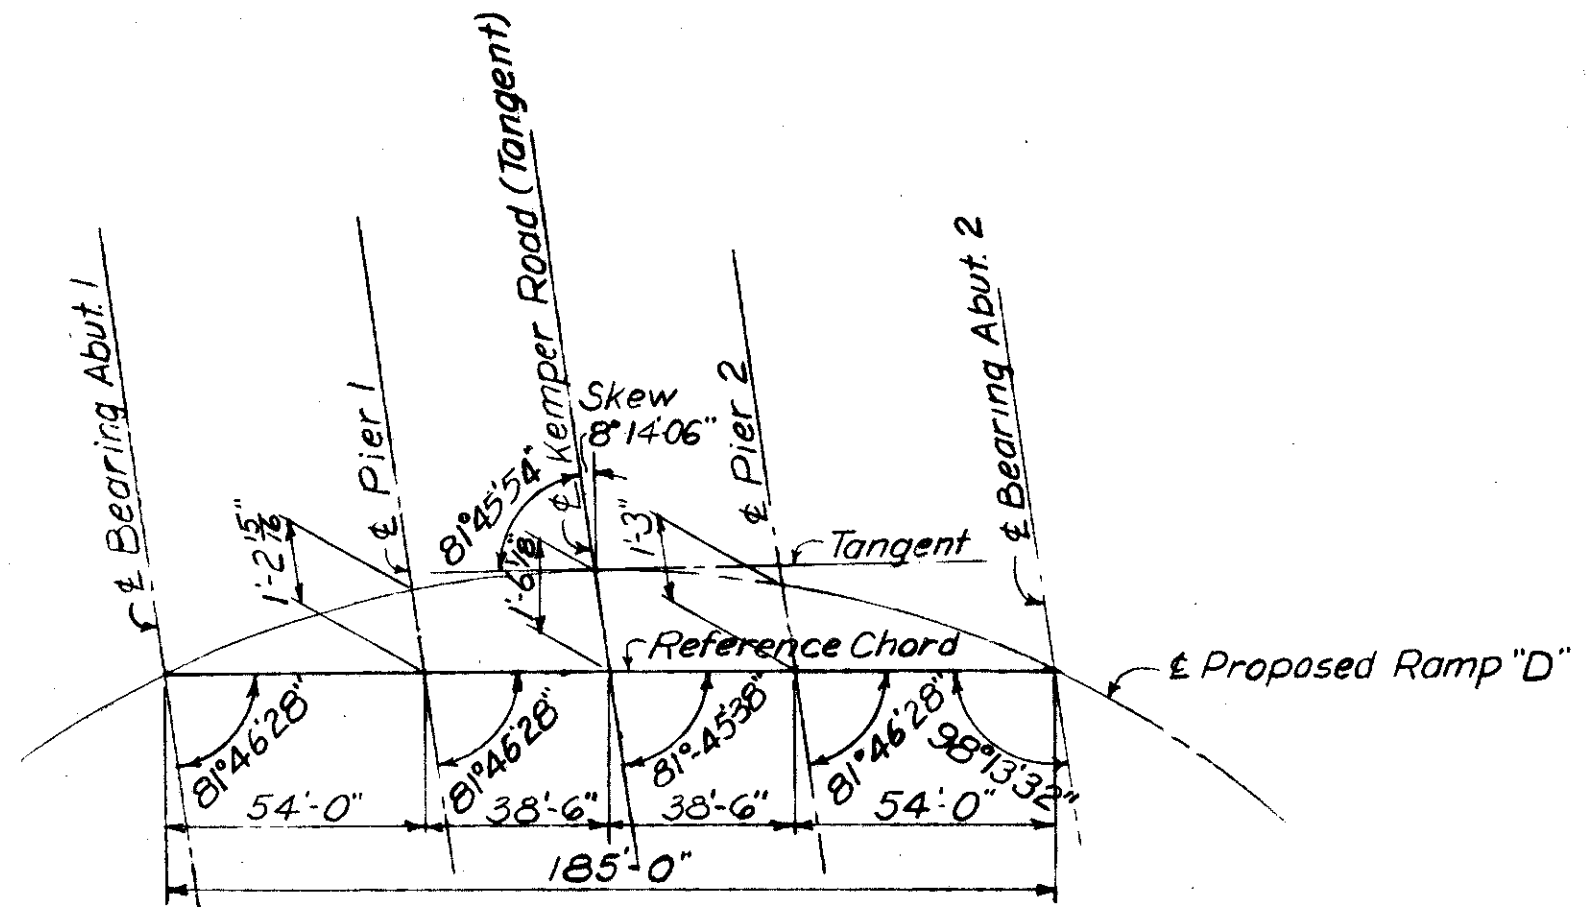 ℄ Bearing Abut. 1
℄ Pier 1
℄ Kemper Road (Tangent)
Skew
8°14'06"
℄ Pier 2
℄ Bearing Abut. 2
81°45'54"
1'-2 15/16"
1'-6 1/8"
1'-3"
Tangent
Reference Chord
℄ Proposed Ramp "D"
81°46'28"
81°46'28"
81°-45'38"
81°46'28"
98°13'32"
54'-0"
38'-6"
38'-6"
54'-0"
185'-0"